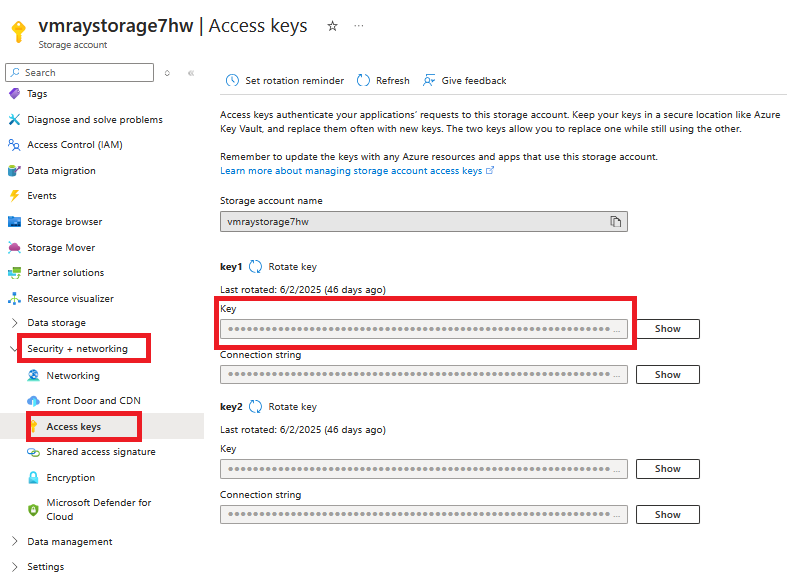 vmraystorage7hw | Access keys
Storage account
Search
Tags
Diagnose and solve problems
Access Control (IAM)
Data migration
Events
Storage browser
Storage Mover
Partner solutions
Resource visualizer
Data storage
Security + networking
Networking
Front Door and CDN
Access keys
Shared access signature
Encryption
Microsoft Defender for
Cloud
Data management
Settings
Set rotation reminder
Refresh
Give feedback
Access keys authenticate your applications' requests to this storage account. Keep your keys in a secure location like Azure
Key Vault, and replace them often with new keys. The two keys allow you to replace one while still using the other.
Remember to update the keys with any Azure resources and apps that use this storage account.
Learn more about managing storage account access keys
Storage account name
vmraystorage7hw
key1 Rotate key
Last rotated: 6/2/2025 (46 days ago)
Key
Show
Connection string
Show
key2 Rotate key
Last rotated: 6/2/2025 (46 days ago)
Key
Show
Connection string
Show